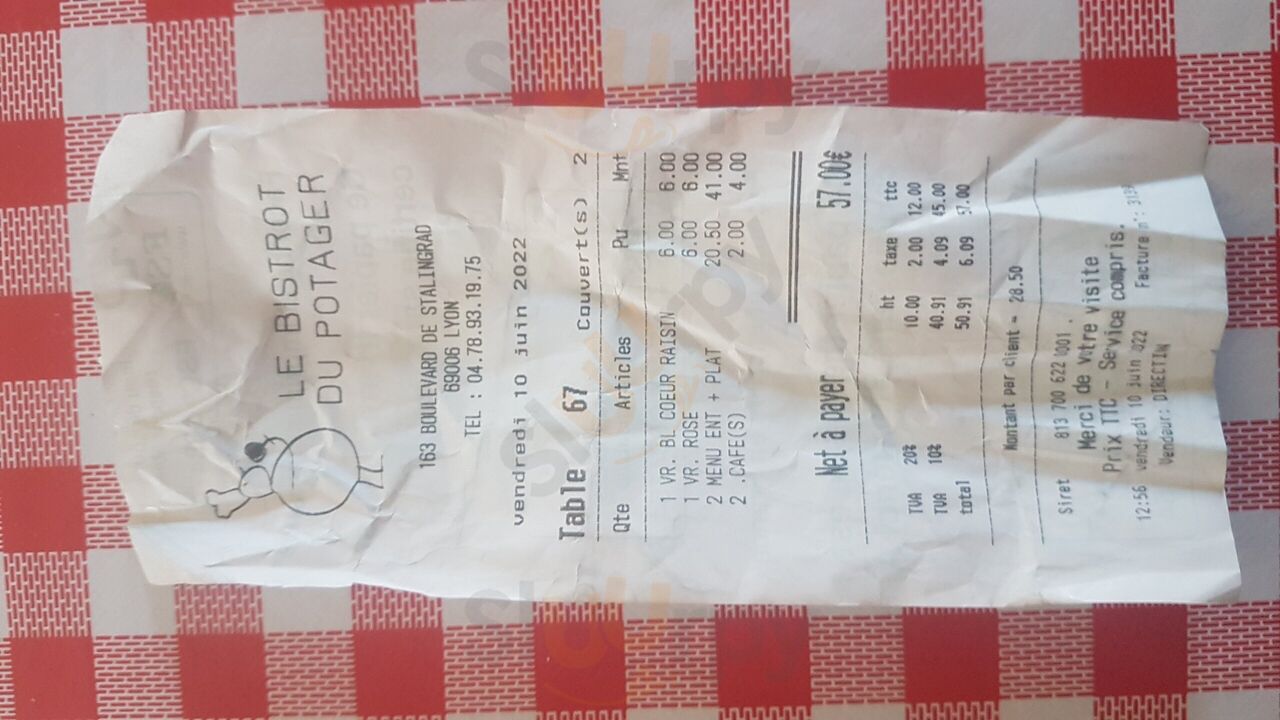 LE BISTROT
DU POTAGER
163 BOULEVARD DE STALINGRAD
69006 LYON
TEL : 04.78.93.19.75
vendredi 10 juin 2022
Table 67 Couvert(s) 2
Qte Articles Pu Mnt
1 VR. BL COEUR RAISIN 6.00 6.00
1 VR. ROSE 6.00 6.00
2 MENU ENT + PLAT 20.50 41.00
2 .CAFE(S) 2.00 4.00
Net à payer 57.00€
ht taxe ttc
TVA 20% 10.00 2.00 12.00
TVA 10% 40.91 4.09 45.00
total 50.91 6.09 57.00
Montant par client = 28.50
Siret 813 700 622 0001 .
Merci de votre visite
Prix TTC - Service compris.
12:56 vendredi 10 juin 2022 Facture n°:
Vendeur: DIRECTIN
Sluurpy
Sluurpy
Sluurpy